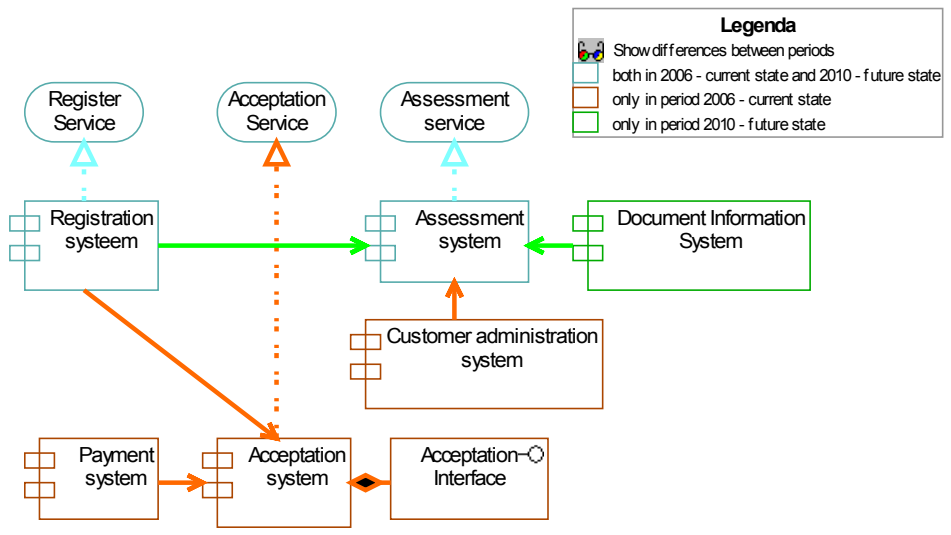 Legenda
Show differences between periods
both in 2006 - current state and 2010 - future state
only in period 2006 - current state
only in period 2010 - future state
Register
Service
Acceptation
Service
Assessment
service
Registration
systeem
Assessment
system
Document Information
System
Customer administration
system
Payment
system
Acceptation
system
Acceptation
Interface